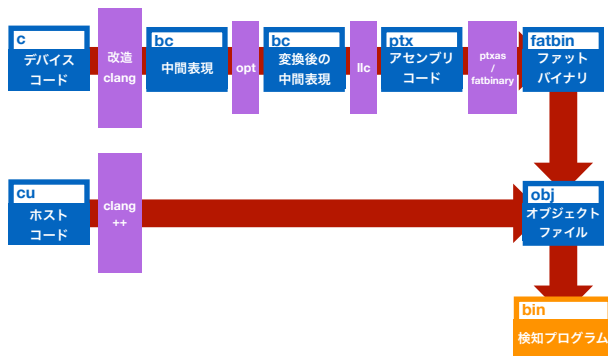 c
デバイス
コード
改造
clang
bc
中間表現
opt
bc
変換後の
中間表現
llc
ptx
アセンブリ
コード
ptxas
/
fatbinary
fatbin
ファット
バイナリ
cu
ホスト
コード
clang
++
obj
オブジェクト
ファイル
bin
検知プログラム